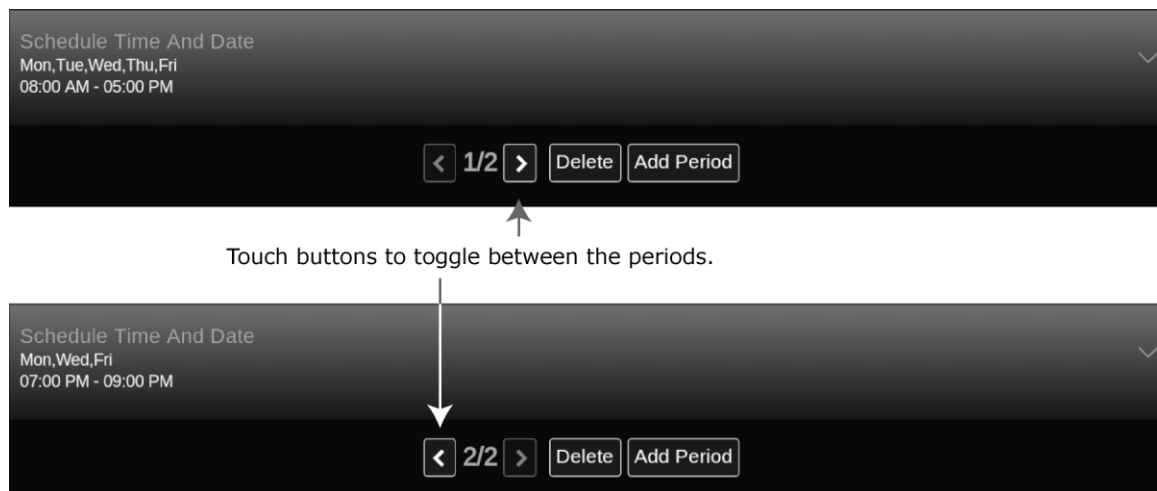 Schedule Time And Date
Mon,Tue,Wed,Thu,Fri
08:00 AM - 05:00 PM
< 1/2 > Delete Add Period
Touch buttons to toggle between the periods.
Schedule Time And Date
Mon,Wed,Fri
07:00 PM - 09:00 PM
< 2/2 > Delete Add Period